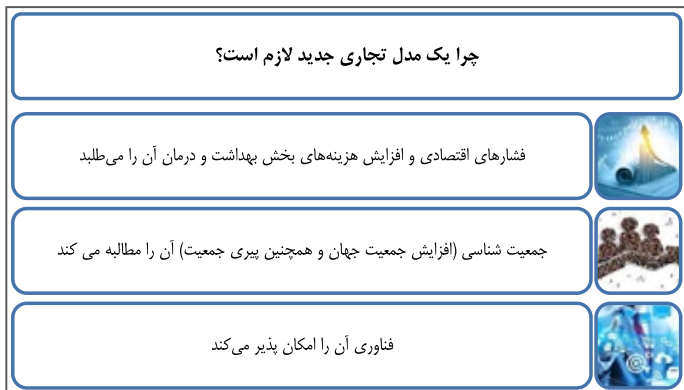 چرا یک مدل تجاری جدید لازم است؟
فشارهای اقتصادی و افزایش هزینه‌های بخش بهداشت و درمان آن را می‌طلبد
جمعیت شناسی (افزایش جمعیت جهان و همچنین پیری جمعیت) آن را مطالبه می کند
فناوری آن را امکان پذیر می‌کند